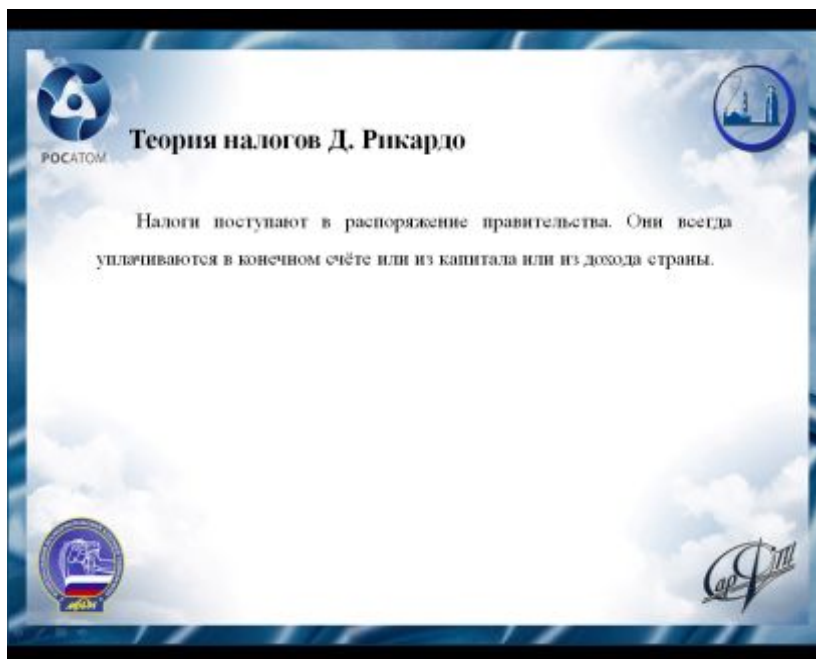 РОСАТОМ
Теория налогов Д. Рикардо
Налоги поступают в распоряжение правительства. Они всегда
уплачиваются в конечном счёте или из капитала или из дохода страны.
СарФТИ